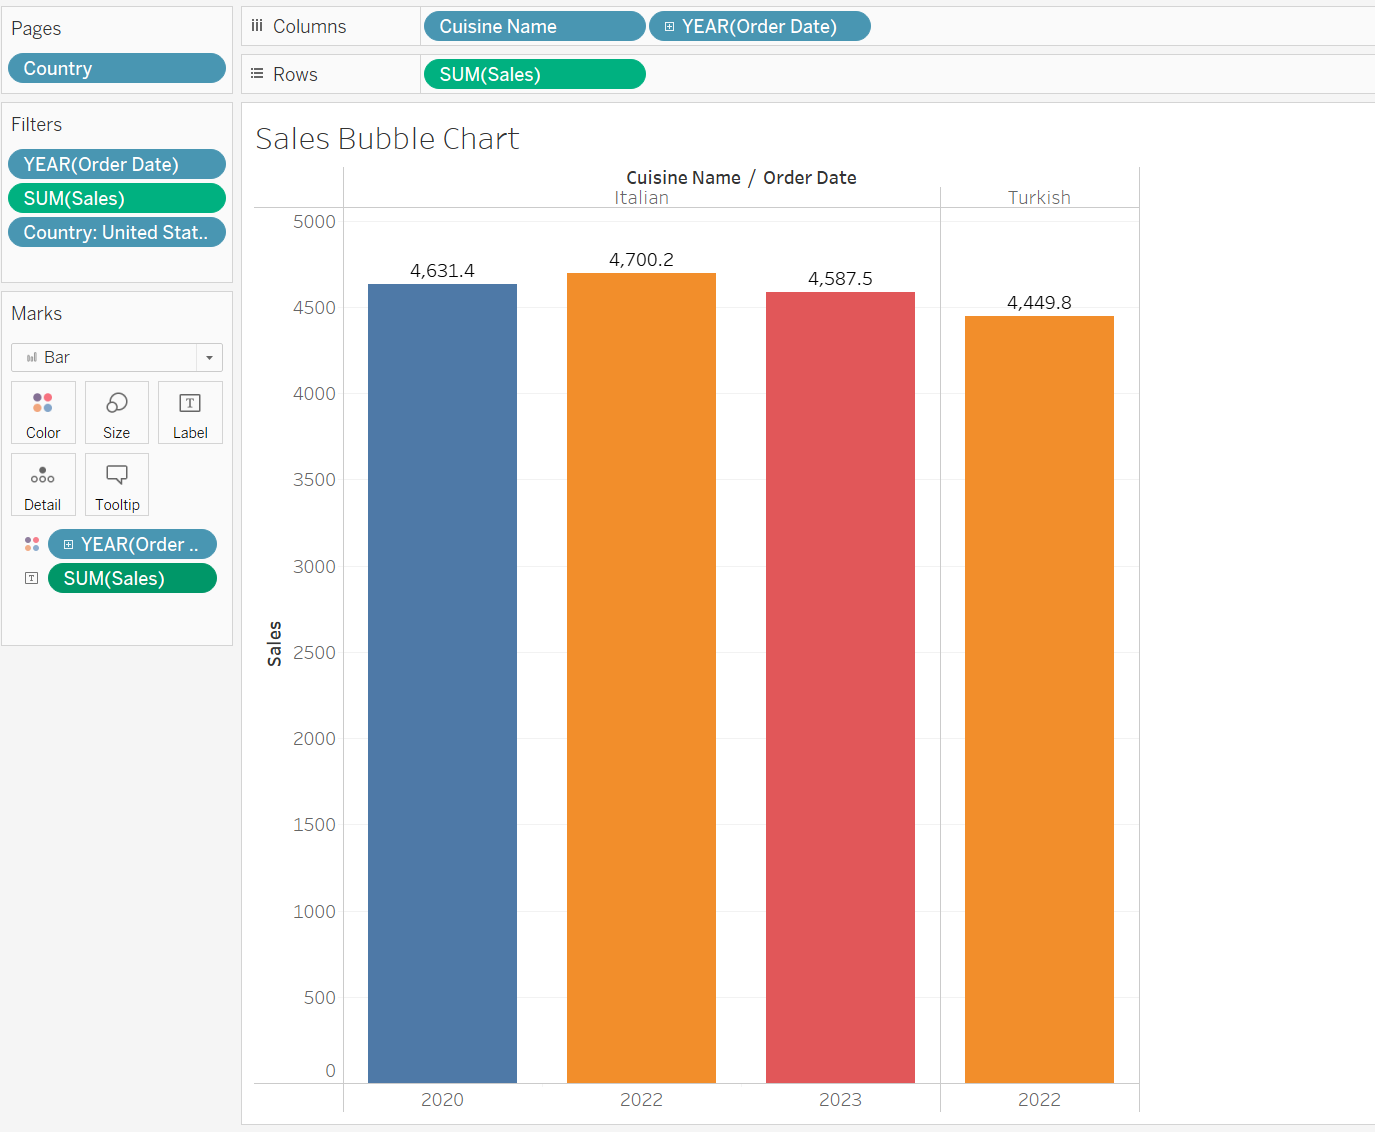 Pages
Country
Filters
YEAR(Order Date)
SUM(Sales)
Country: United Stat..
Marks
Bar
Color Size Label
Detail Tooltip
YEAR(Order ..
T SUM(Sales)
Columns Cuisine Name YEAR(Order Date)
Rows SUM(Sales)
Sales Bubble Chart
Cuisine Name / Order Date
Italian Turkish
Sales
5000
4500
4000
3500
3000
2500
2000
1500
1000
500
0
4,631.4 4,700.2 4,587.5 4,449.8
2020 2022 2023 2022